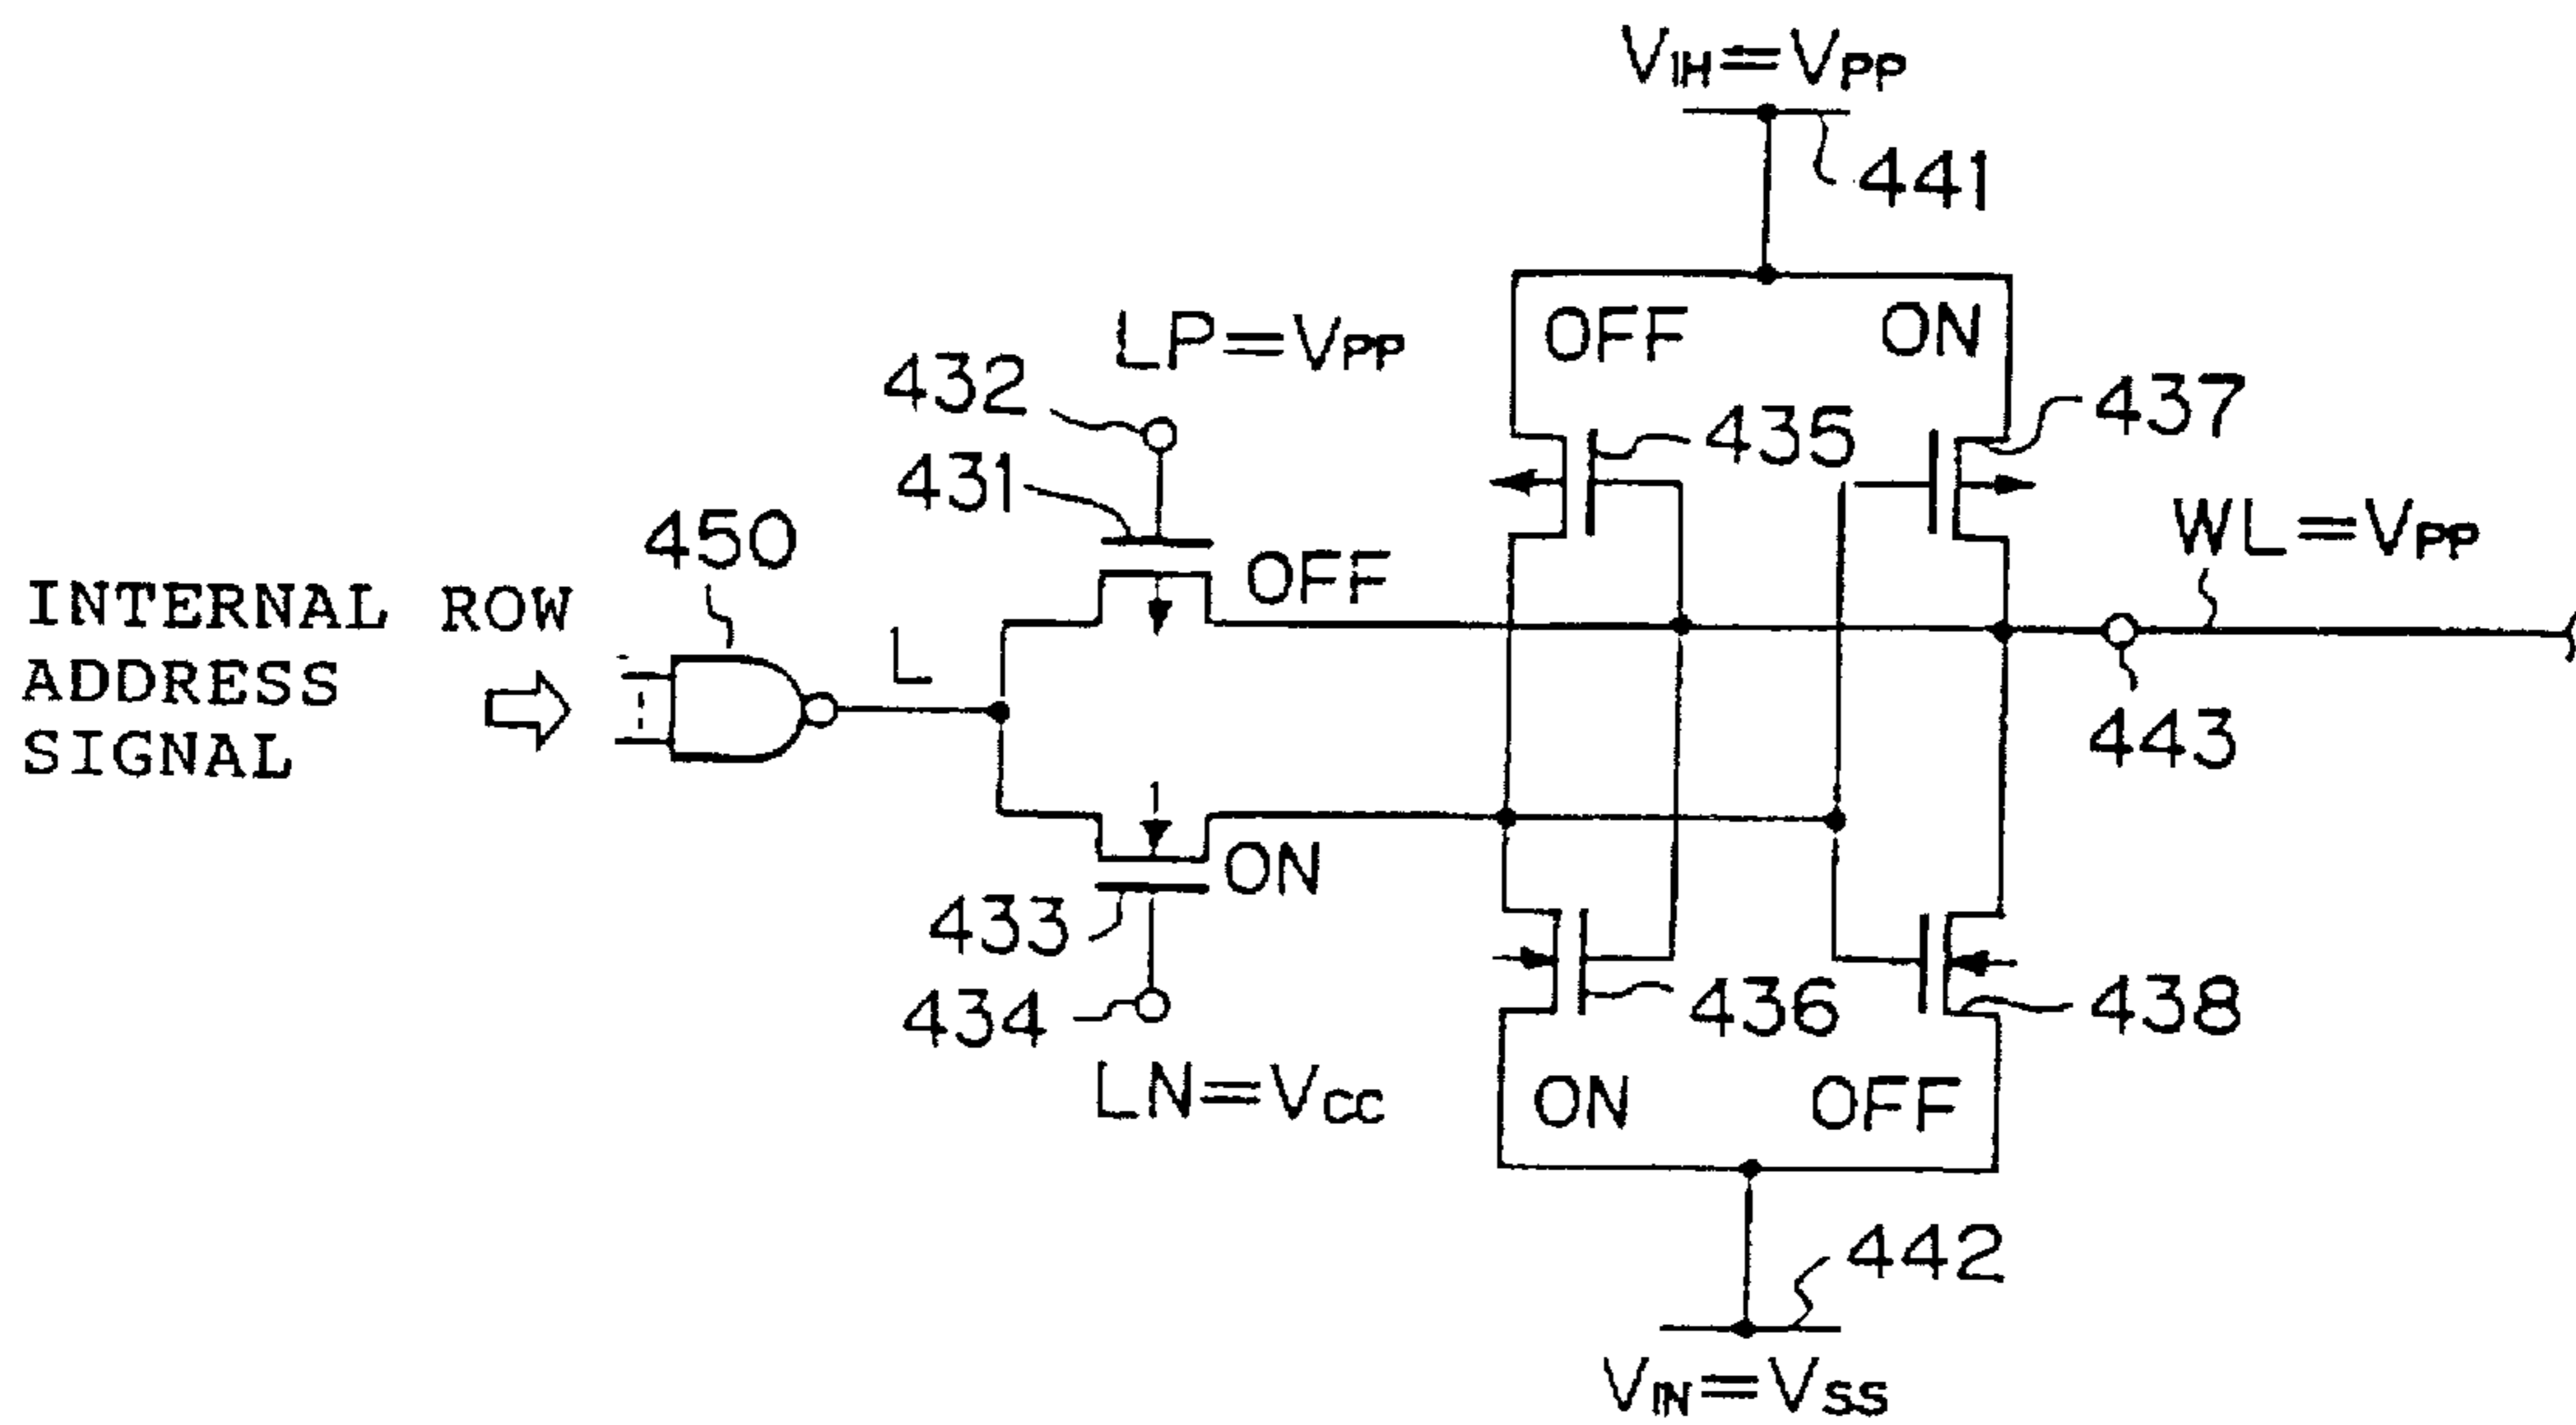 VIH=VPP
441
OFF
ON
LP=VPP
432
435
437
431
WL=VPP
450
OFF
INTERNAL ROW
ADDRESS
SIGNAL
L
443
ON
433
434
436
438
LN=VCC
ON
OFF
442
VIN=VSS